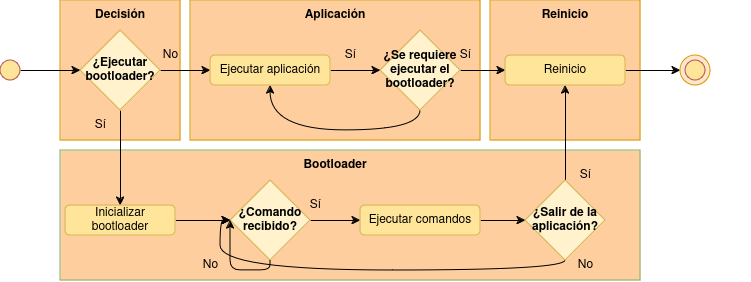 Decisión
Aplicación
Reinicio
¿Ejecutar
bootloader?
No
Ejecutar aplicación
Sí
¿Se requiere
ejecutar el
bootloader?
Sí
Reinicio
Sí
Bootloader
Inicializar
bootloader
¿Comando
recibido?
Sí
Ejecutar comandos
¿Salir de la
aplicación?
Sí
No
No